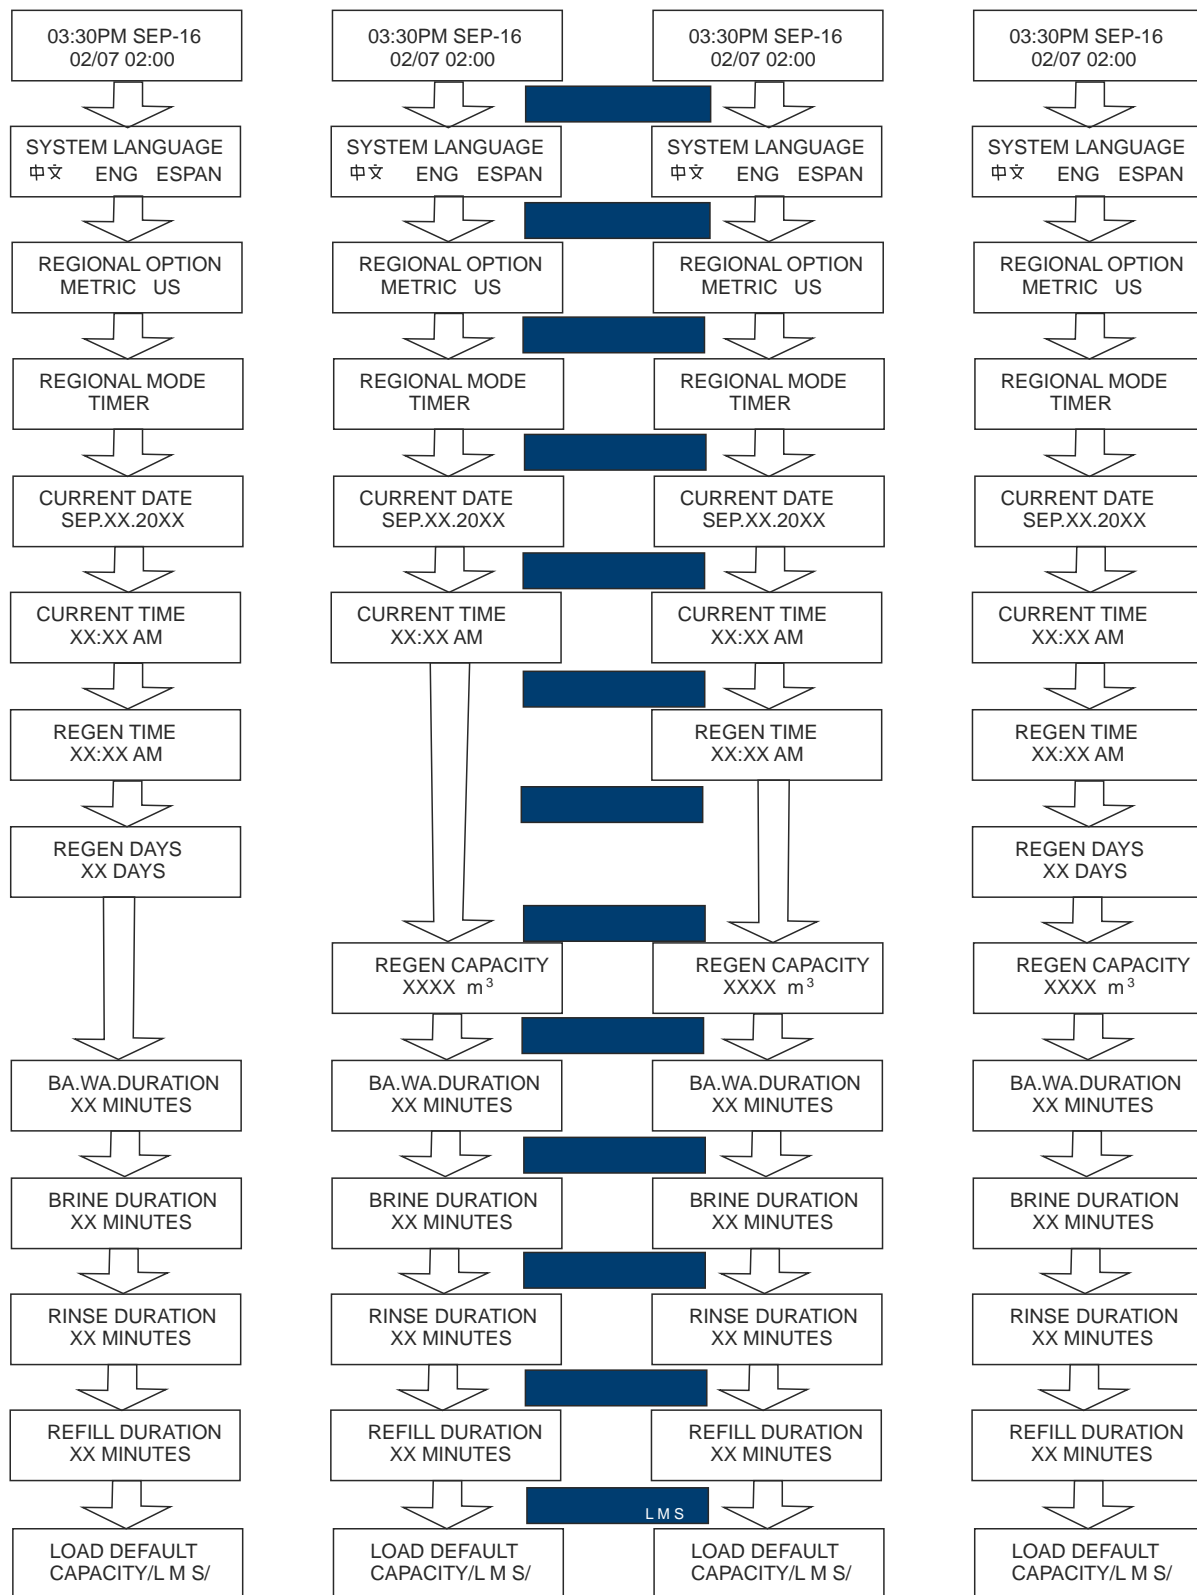 03:30PM SEP-16
02/07 02:00
SYSTEM LANGUAGE
中文 ENG ESPAN
REGIONAL OPTION
METRIC US
REGIONAL MODE
TIMER
CURRENT DATE
SEP.XX.20XX
CURRENT TIME
XX:XX AM
REGEN TIME
XX:XX AM
REGEN DAYS
XX DAYS
BA.WA.DURATION
XX MINUTES
BRINE DURATION
XX MINUTES
RINSE DURATION
XX MINUTES
REFILL DURATION
XX MINUTES
LOAD DEFAULT
CAPACITY/L M S/
03:30PM SEP-16
02/07 02:00
SYSTEM LANGUAGE
中文 ENG ESPAN
REGIONAL OPTION
METRIC US
REGIONAL MODE
TIMER
CURRENT DATE
SEP.XX.20XX
CURRENT TIME
XX:XX AM
REGEN CAPACITY
XXXX m³
BA.WA.DURATION
XX MINUTES
BRINE DURATION
XX MINUTES
RINSE DURATION
XX MINUTES
REFILL DURATION
XX MINUTES
LOAD DEFAULT
CAPACITY/L M S/
L M S
03:30PM SEP-16
02/07 02:00
SYSTEM LANGUAGE
中文 ENG ESPAN
REGIONAL OPTION
METRIC US
REGIONAL MODE
TIMER
CURRENT DATE
SEP.XX.20XX
CURRENT TIME
XX:XX AM
REGEN TIME
XX:XX AM
REGEN CAPACITY
XXXX m³
BA.WA.DURATION
XX MINUTES
BRINE DURATION
XX MINUTES
RINSE DURATION
XX MINUTES
REFILL DURATION
XX MINUTES
LOAD DEFAULT
CAPACITY/L M S/
03:30PM SEP-16
02/07 02:00
SYSTEM LANGUAGE
中文 ENG ESPAN
REGIONAL OPTION
METRIC US
REGIONAL MODE
TIMER
CURRENT DATE
SEP.XX.20XX
CURRENT TIME
XX:XX AM
REGEN TIME
XX:XX AM
REGEN DAYS
XX DAYS
REGEN CAPACITY
XXXX m³
BA.WA.DURATION
XX MINUTES
BRINE DURATION
XX MINUTES
RINSE DURATION
XX MINUTES
REFILL DURATION
XX MINUTES
LOAD DEFAULT
CAPACITY/L M S/